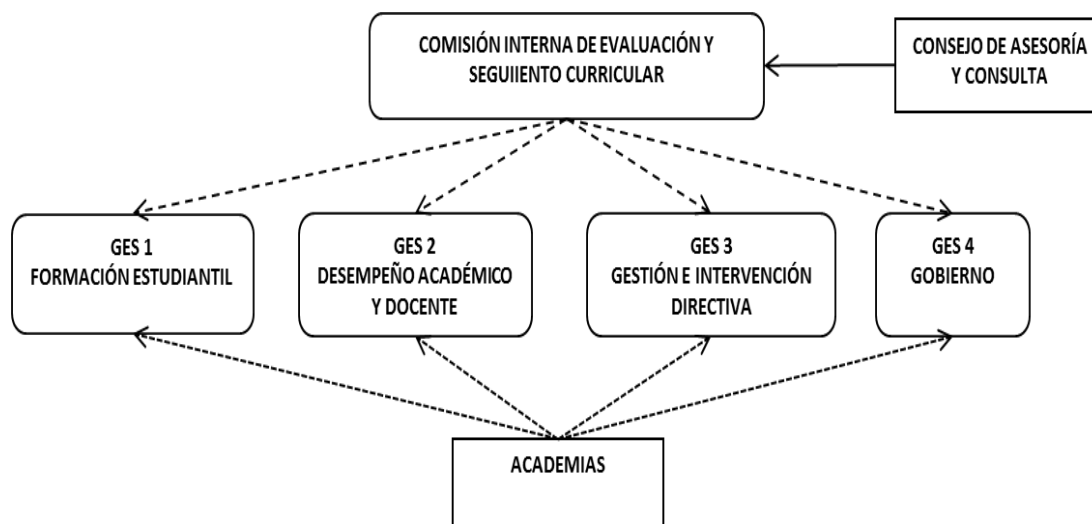 COMISIÓN INTERNA DE EVALUACIÓN Y
SEGUIIENTO CURRICULAR
CONSEJO DE ASESORÍA
Y CONSULTA
GES 1
FORMACIÓN ESTUDIANTIL
GES 2
DESEMPEÑO ACADÉMICO
Y DOCENTE
GES 3
GESTIÓN E INTERVENCIÓN
DIRECTIVA
GES 4
GOBIERNO
ACADEMIAS